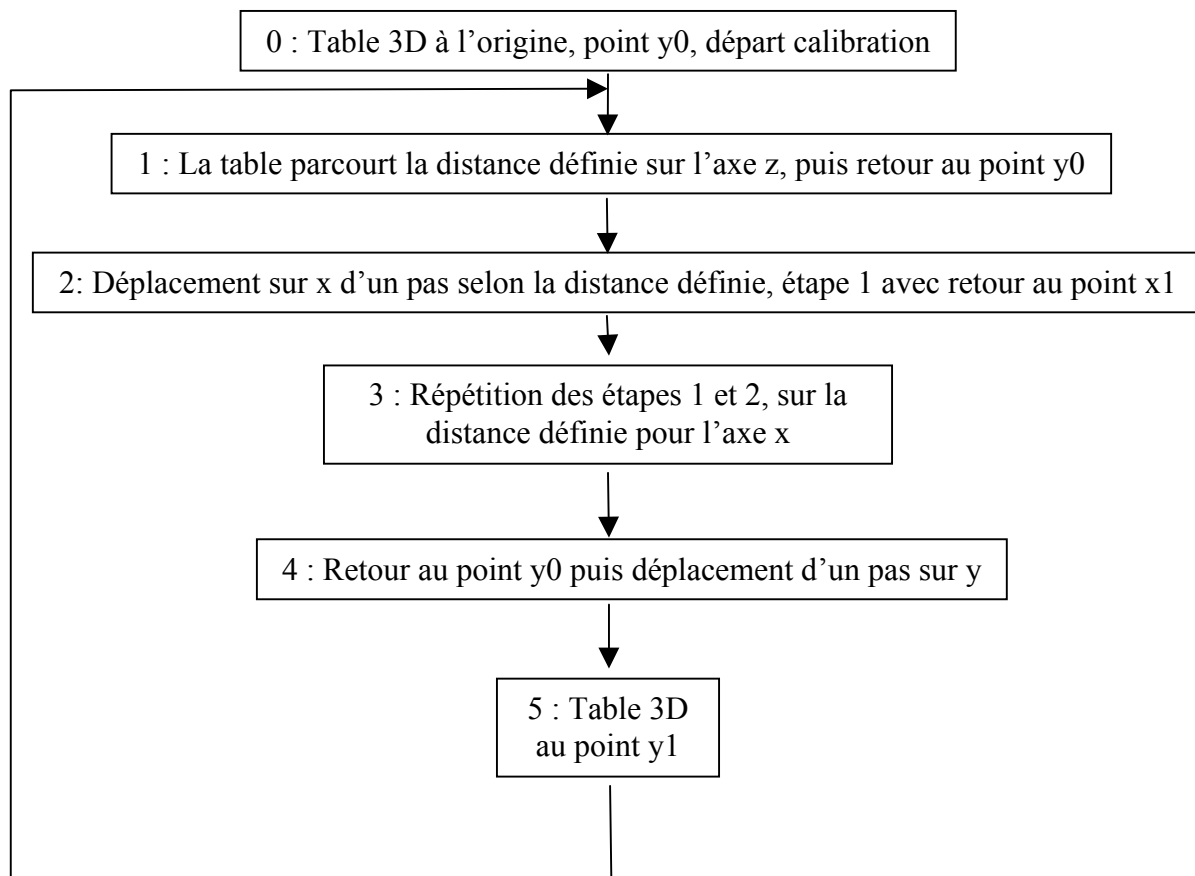 0 : Table 3D à l’origine, point y0, départ calibration
1 : La table parcourt la distance définie sur l’axe z, puis retour au point y0
2: Déplacement sur x d’un pas selon la distance définie, étape 1 avec retour au point x1
3 : Répétition des étapes 1 et 2, sur la
distance définie pour l’axe x
4 : Retour au point y0 puis déplacement d’un pas sur y
5 : Table 3D
au point y1